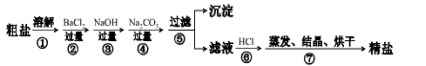 粗盐 溶解 ① BaCl₂ 过量 ② NaOH 过量 ③ Na₂CO₃ 过量 ④ 过滤 ⑤ 沉淀
滤液 HCl ⑥ 蒸发、结晶、烘干 ⑦ 精盐